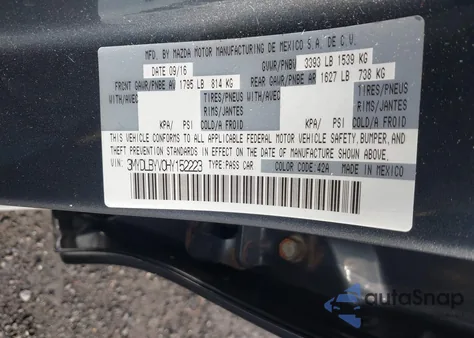 MFD. BY MAZDA MOTOR MANUFACTURING DE MEXICO S.A. DE C.V.
DATE 09/16 GVWR/PNBV 3393 LB 1539 KG
FRONT GAWR/PNBE AR 1795 LB 814 KG REAR GAWR/PNBE AR 1627 LB 738 KG
WITH/AVEC TIRES/PNEUS WITH/AVEC TIRES/PNEUS
RIMS/JANTES RIMS/JANTES
KPA/ PSI COLD/A FROID KPA/ PSI COLD/A FROID
THIS VEHICLE CONFORMS TO ALL APPLICABLE FEDERAL MOTOR VEHICLE SAFETY, BUMPER, AND
THEFT PREVENTION STANDARDS IN EFFECT ON THE DATE OF MANUFACTURE SHOWN ABOVE.
VIN: 3MYDLBYV0HY152223 TYPE: PASS CAR COLOR CODE:42A MADE IN MEXICO
autoSnap